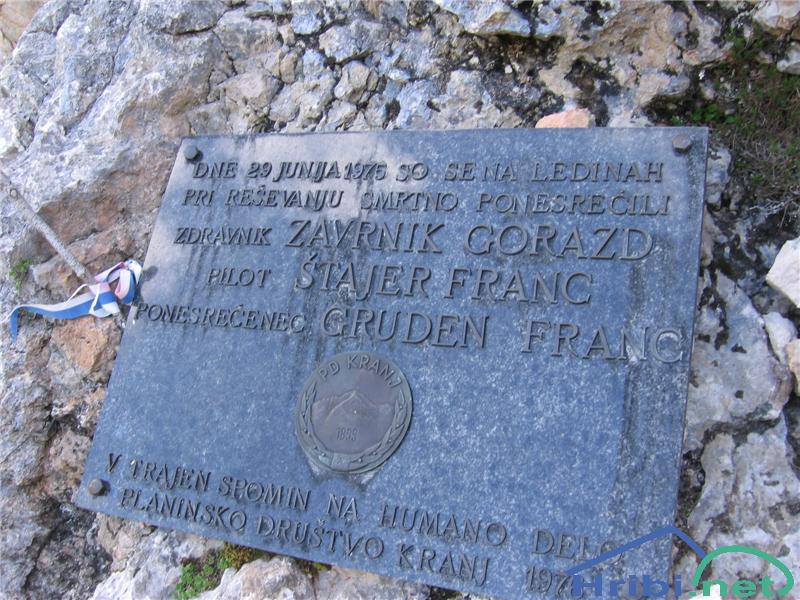 DNE 29 JUNIJA 1975 SO SE NA LEDINAH
PRI REŠEVANJU SMRTNO PONESREČILI
ZDRAVNIK ZAVRNIK GORAZD
PILOT ŠTAJER FRANC
PONESREČENEC GRUDEN FRANC
PD KRANJ
1899
V TRAJEN SPOMIN NA HUMANO DELO
PLANINSKO DRUŠTVO KRANJ
Hribi.net